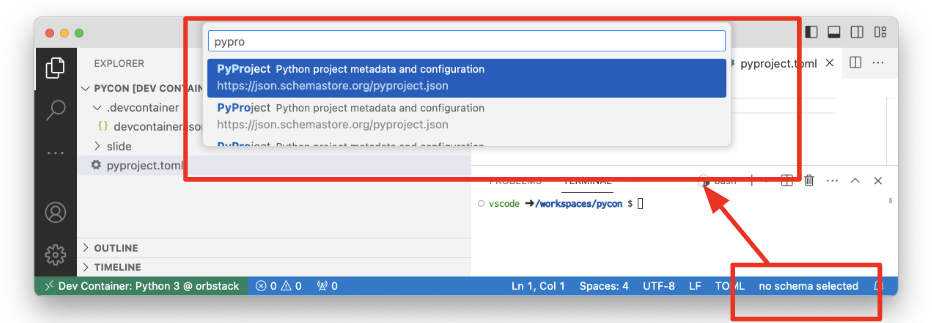 pypro
PyProject Python project metadata and configuration
https://json.schemastore.org/pyproject.json
PyProject Python project metadata and configuration
https://json.schemastore.org/pyproject.json
PyProject Python project metadata and configuration
EXPLORER
PYCON [DEV CONTAIN
.devcontainer
{} devcontainer.json
slide
pyproject.toml
OUTLINE
TIMELINE
pyproject.toml
PROBLEMS TERMINAL
bash
vscode ➜ /workspaces/pycon $
Dev Container: Python 3 @ orbstack 0 0 0 Ln 1, Col 1 Spaces: 4 UTF-8 LF TOML no schema selected